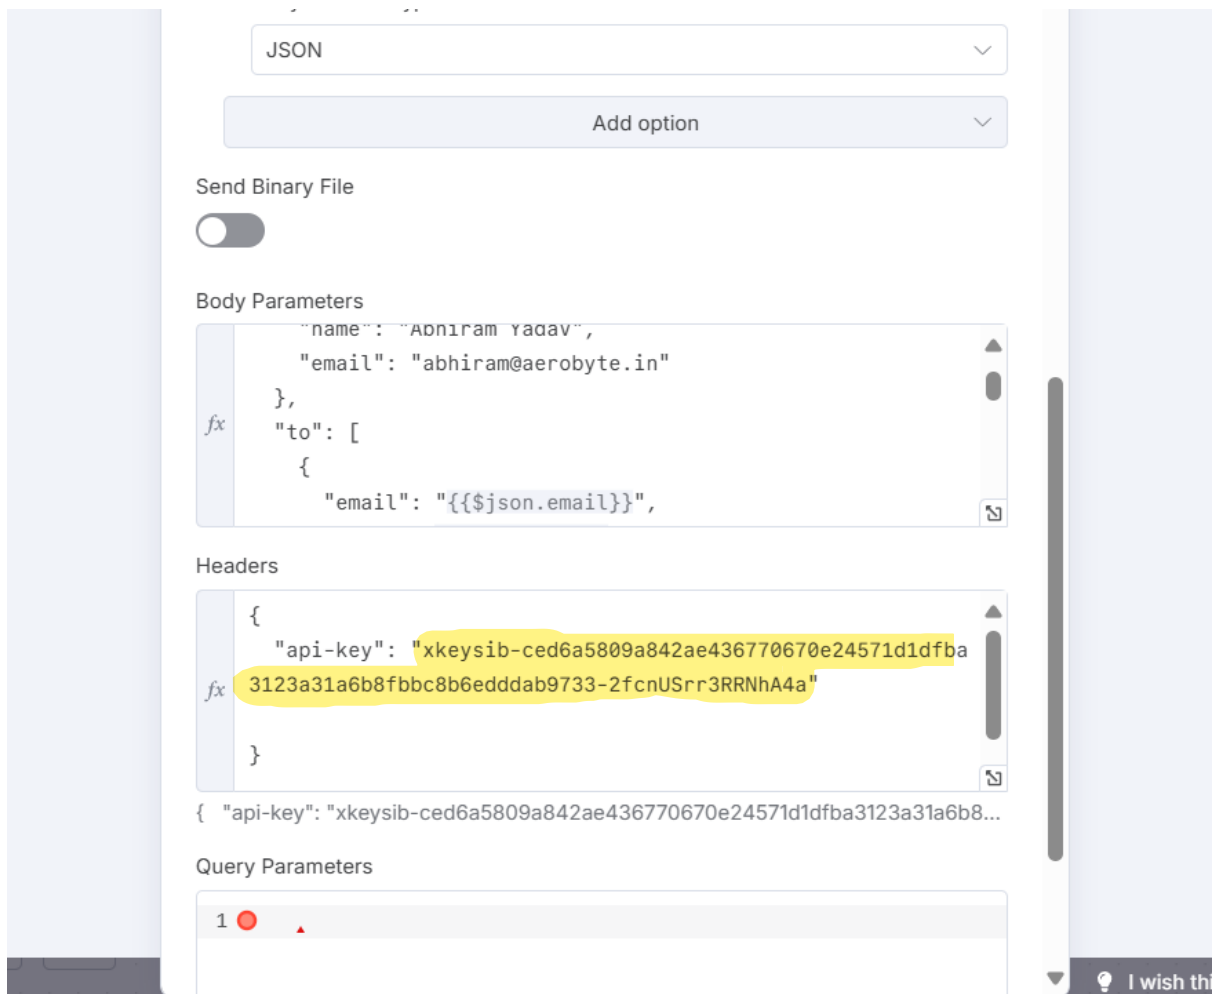 JSON
Add option
Send Binary File
Body Parameters
"name": "Abhiram Yadav",
"email": "abhiram@aerobyte.in"
},
"to": [
{
"email": "{{$json.email}}",
fx
Headers
{
"api-key": "xkeysib-ced6a5809a842ae436770670e24571d1dfba
3123a31a6b8fbbc8b6edddab9733-2fcnUSrr3RRNhA4a"
}
fx
{ "api-key": "xkeysib-ced6a5809a842ae436770670e24571d1dfba3123a31a6b8...
Query Parameters
1
I wish thi